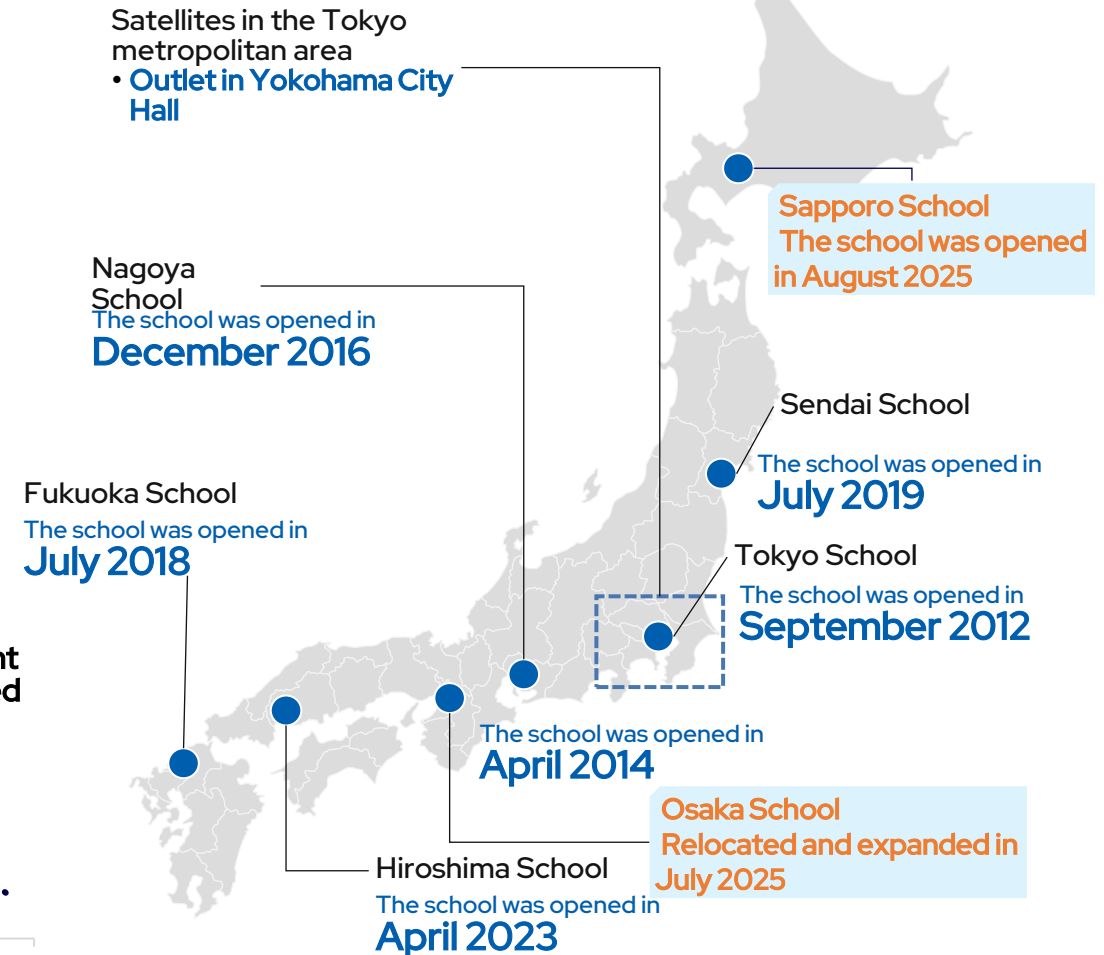 Satellites in the Tokyo
metropolitan area
• Outlet in Yokohama City
Hall
Sapporo School
The school was opened
in August 2025
Nagoya
School
The school was opened in
December 2016
Sendai School
The school was opened in
July 2019
Fukuoka School
The school was opened in
July 2018
Tokyo School
The school was opened in
September 2012
The school was opened in
April 2014
Osaka School
Relocated and expanded in
July 2025
Hiroshima School
The school was opened in
April 2023